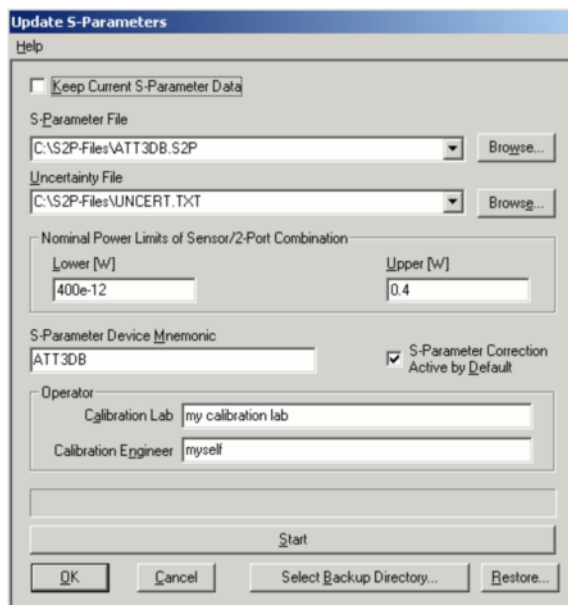 Update S-Parameters
Help
Keep Current S-Parameter Data
S-Parameter File
C:\S2P-Files\ATT3DB.S2P
Browse...
Uncertainty File
C:\S2P-Files\UNCERT.TXT
Browse...
Nominal Power Limits of Sensor/2-Port Combination
Lower [W]
Upper [W]
400e-12
0.4
S-Parameter Device Mnemonic
ATT3DB
S-Parameter Correction
Active by Default
Operator
Calibration Lab
my calibration lab
Calibration Engineer
myself
Start
OK
Cancel
Select Backup Directory...
Restore...